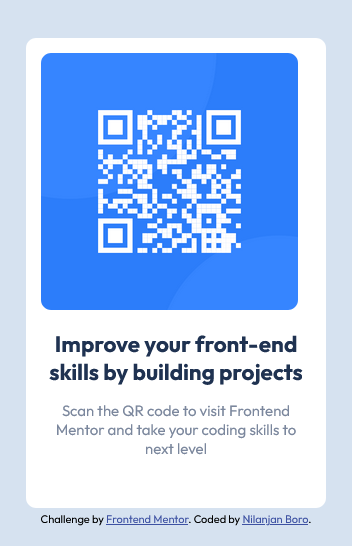 Improve your front-end
skills by building projects
Scan the QR code to visit Frontend
Mentor and take your coding skills to
next level
Challenge by Frontend Mentor. Coded by Nilanjan Boro.